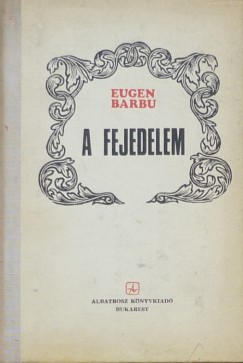 EUGEN
BARBU
A FEJEDELEM
ALBATROSZ KÖNYVKIADÓ
BUKAREST